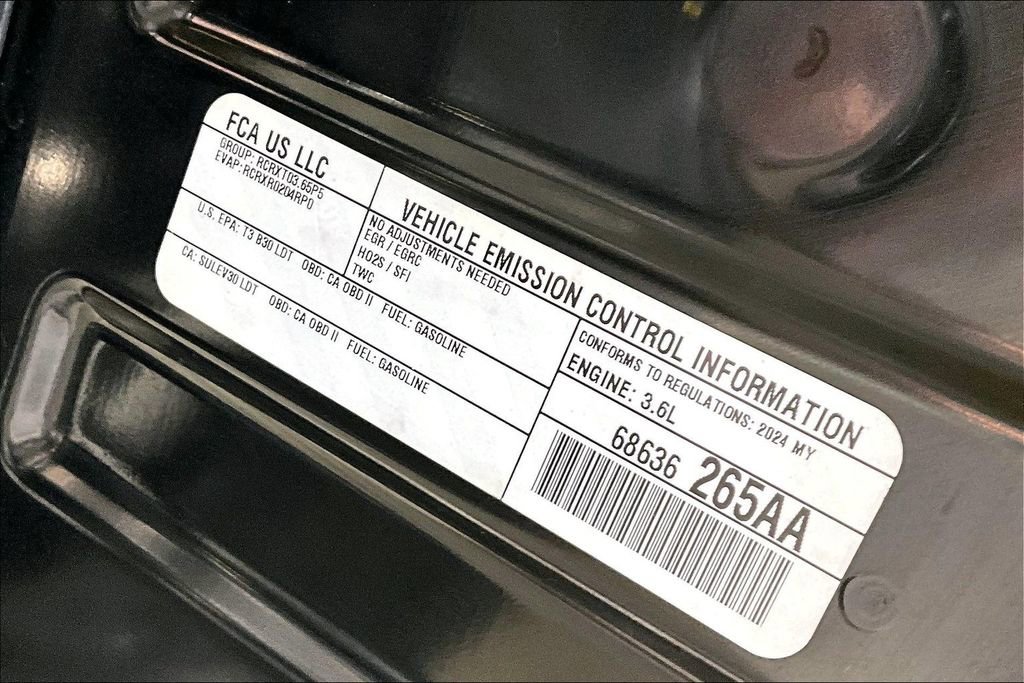 FCA US LLC
GROUP: RCRXT03.65P5
EVAP: RCRXR0204RP0
VEHICLE EMISSION CONTROL INFORMATION
NO ADJUSTMENTS NEEDED
EGR / EGRC
HO2S / SFI
TWC
CONFORMS TO REGULATIONS: 2024 MY
ENGINE: 3.6L
U.S. EPA: T3 B30 LDT OBD: CA OBD II FUEL: GASOLINE
CA: SULEV30 LDT OBD: CA OBD II FUEL: GASOLINE
68636 265AA